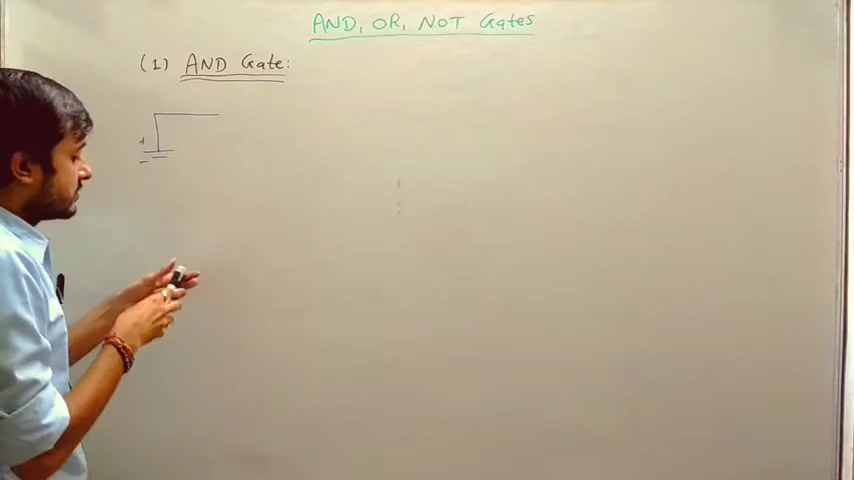 AND, OR, NOT Gates
(1) AND Gate:
+
-